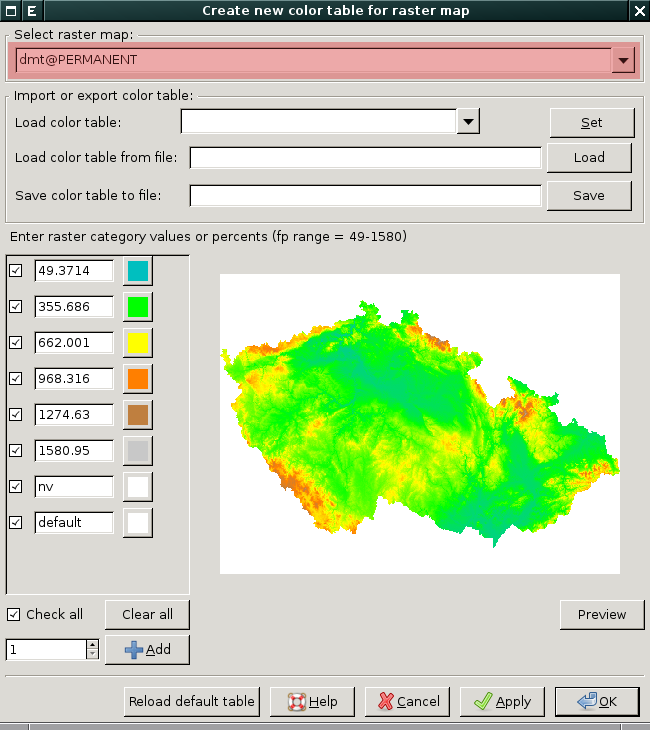 E Create new color table for raster map
Select raster map:
dmt@PERMANENT
Import or export color table:
Load color table: Set
Load color table from file: Load
Save color table to file: Save
Enter raster category values or percents (fp range = 49-1580)
49.3714
355.686
662.001
968.316
1274.63
1580.95
nv
default
Check all Clear all Preview
1 Add
Reload default table Help Cancel Apply OK